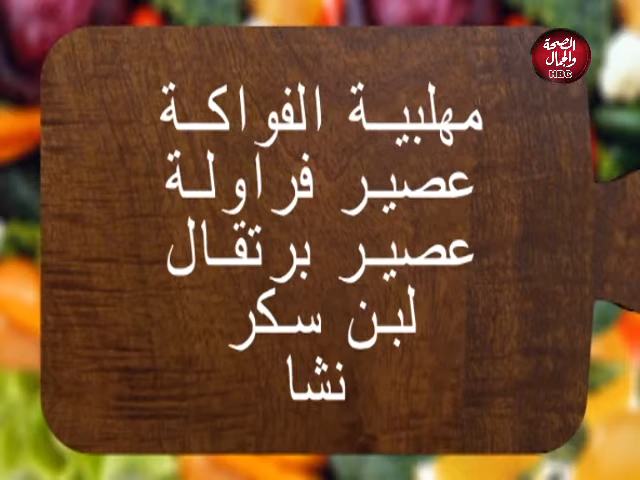 الصحة
والجمال
HBC
مهلبية الفواكة
عصير فراولة
عصير برتقال
لبن سكر
نشا